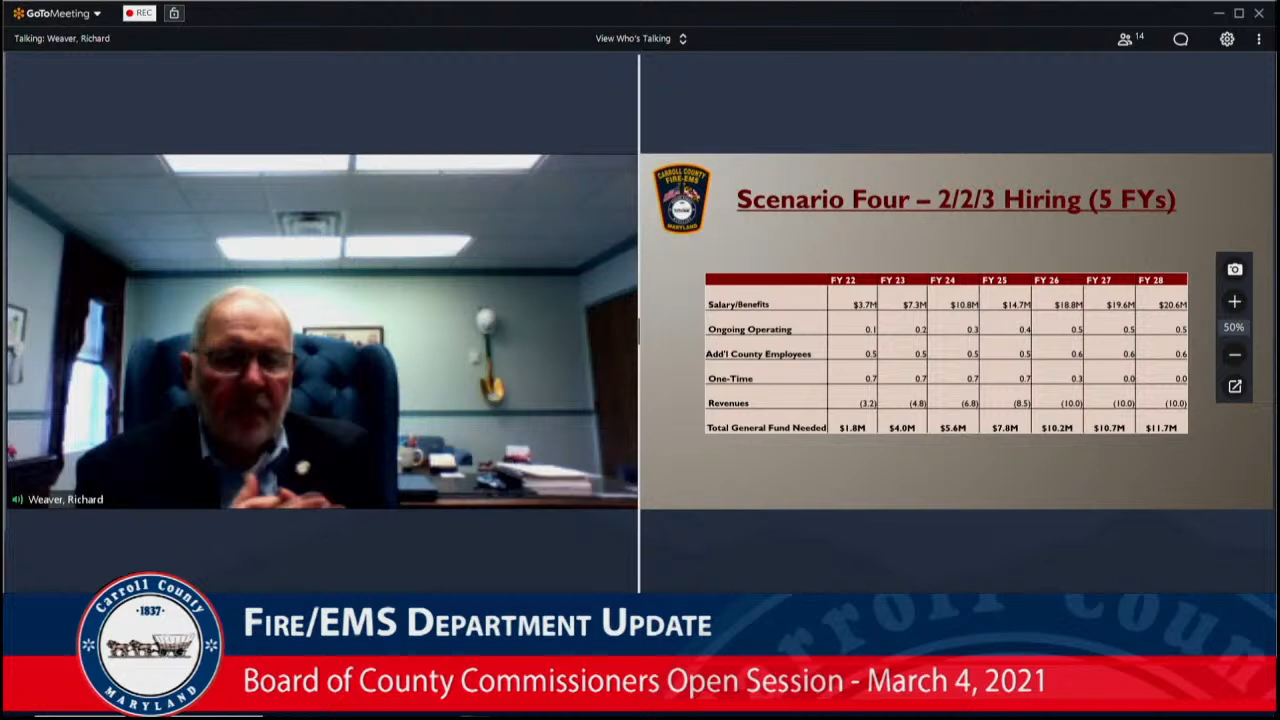 GoToMeeting
REC
Talking: Weaver, Richard
View Who's Talking
14
CARROLL COUNTY
FIRE-EMS
MARYLAND
Scenario Four – 2/2/3 Hiring (5 FYs)
FY 22 FY 23 FY 24 FY 25 FY 26 FY 27 FY 28
Salary/Benefits $3.7M $7.3M $10.8M $14.7M $18.8M $19.6M $20.6M
Ongoing Operating 0.1 0.2 0.3 0.4 0.5 0.5 0.5
Add'l County Employees 0.5 0.5 0.5 0.5 0.6 0.6 0.6
One-Time 0.7 0.7 0.7 0.7 0.3 0.0 0.0
Revenues (3.2) (4.8) (6.8) (8.5) (10.0) (10.0) (10.0)
Total General Fund Needed $1.8M $4.0M $5.6M $7.8M $10.2M $10.7M $11.7M
50%
Weaver, Richard
Carroll County
·1837·
MARYLAND
Fire/EMS Department Update
Board of County Commissioners Open Session - March 4, 2021
Carroll County